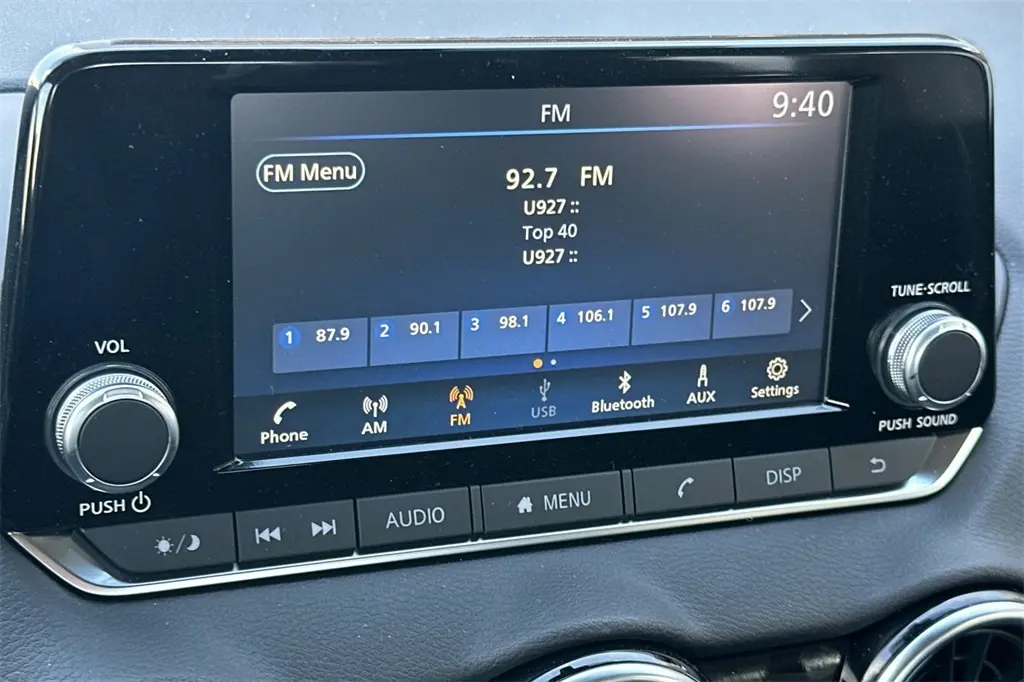 FM
9:40
FM Menu
92.7 FM
U927 ::
Top 40
U927 ::
1 87.9
2 90.1
3 98.1
4 106.1
5 107.9
6 107.9
Phone
AM
FM
USB
Bluetooth
AUX
Settings
VOL
PUSH
TUNE·SCROLL
PUSH SOUND
AUDIO
MENU
DISP